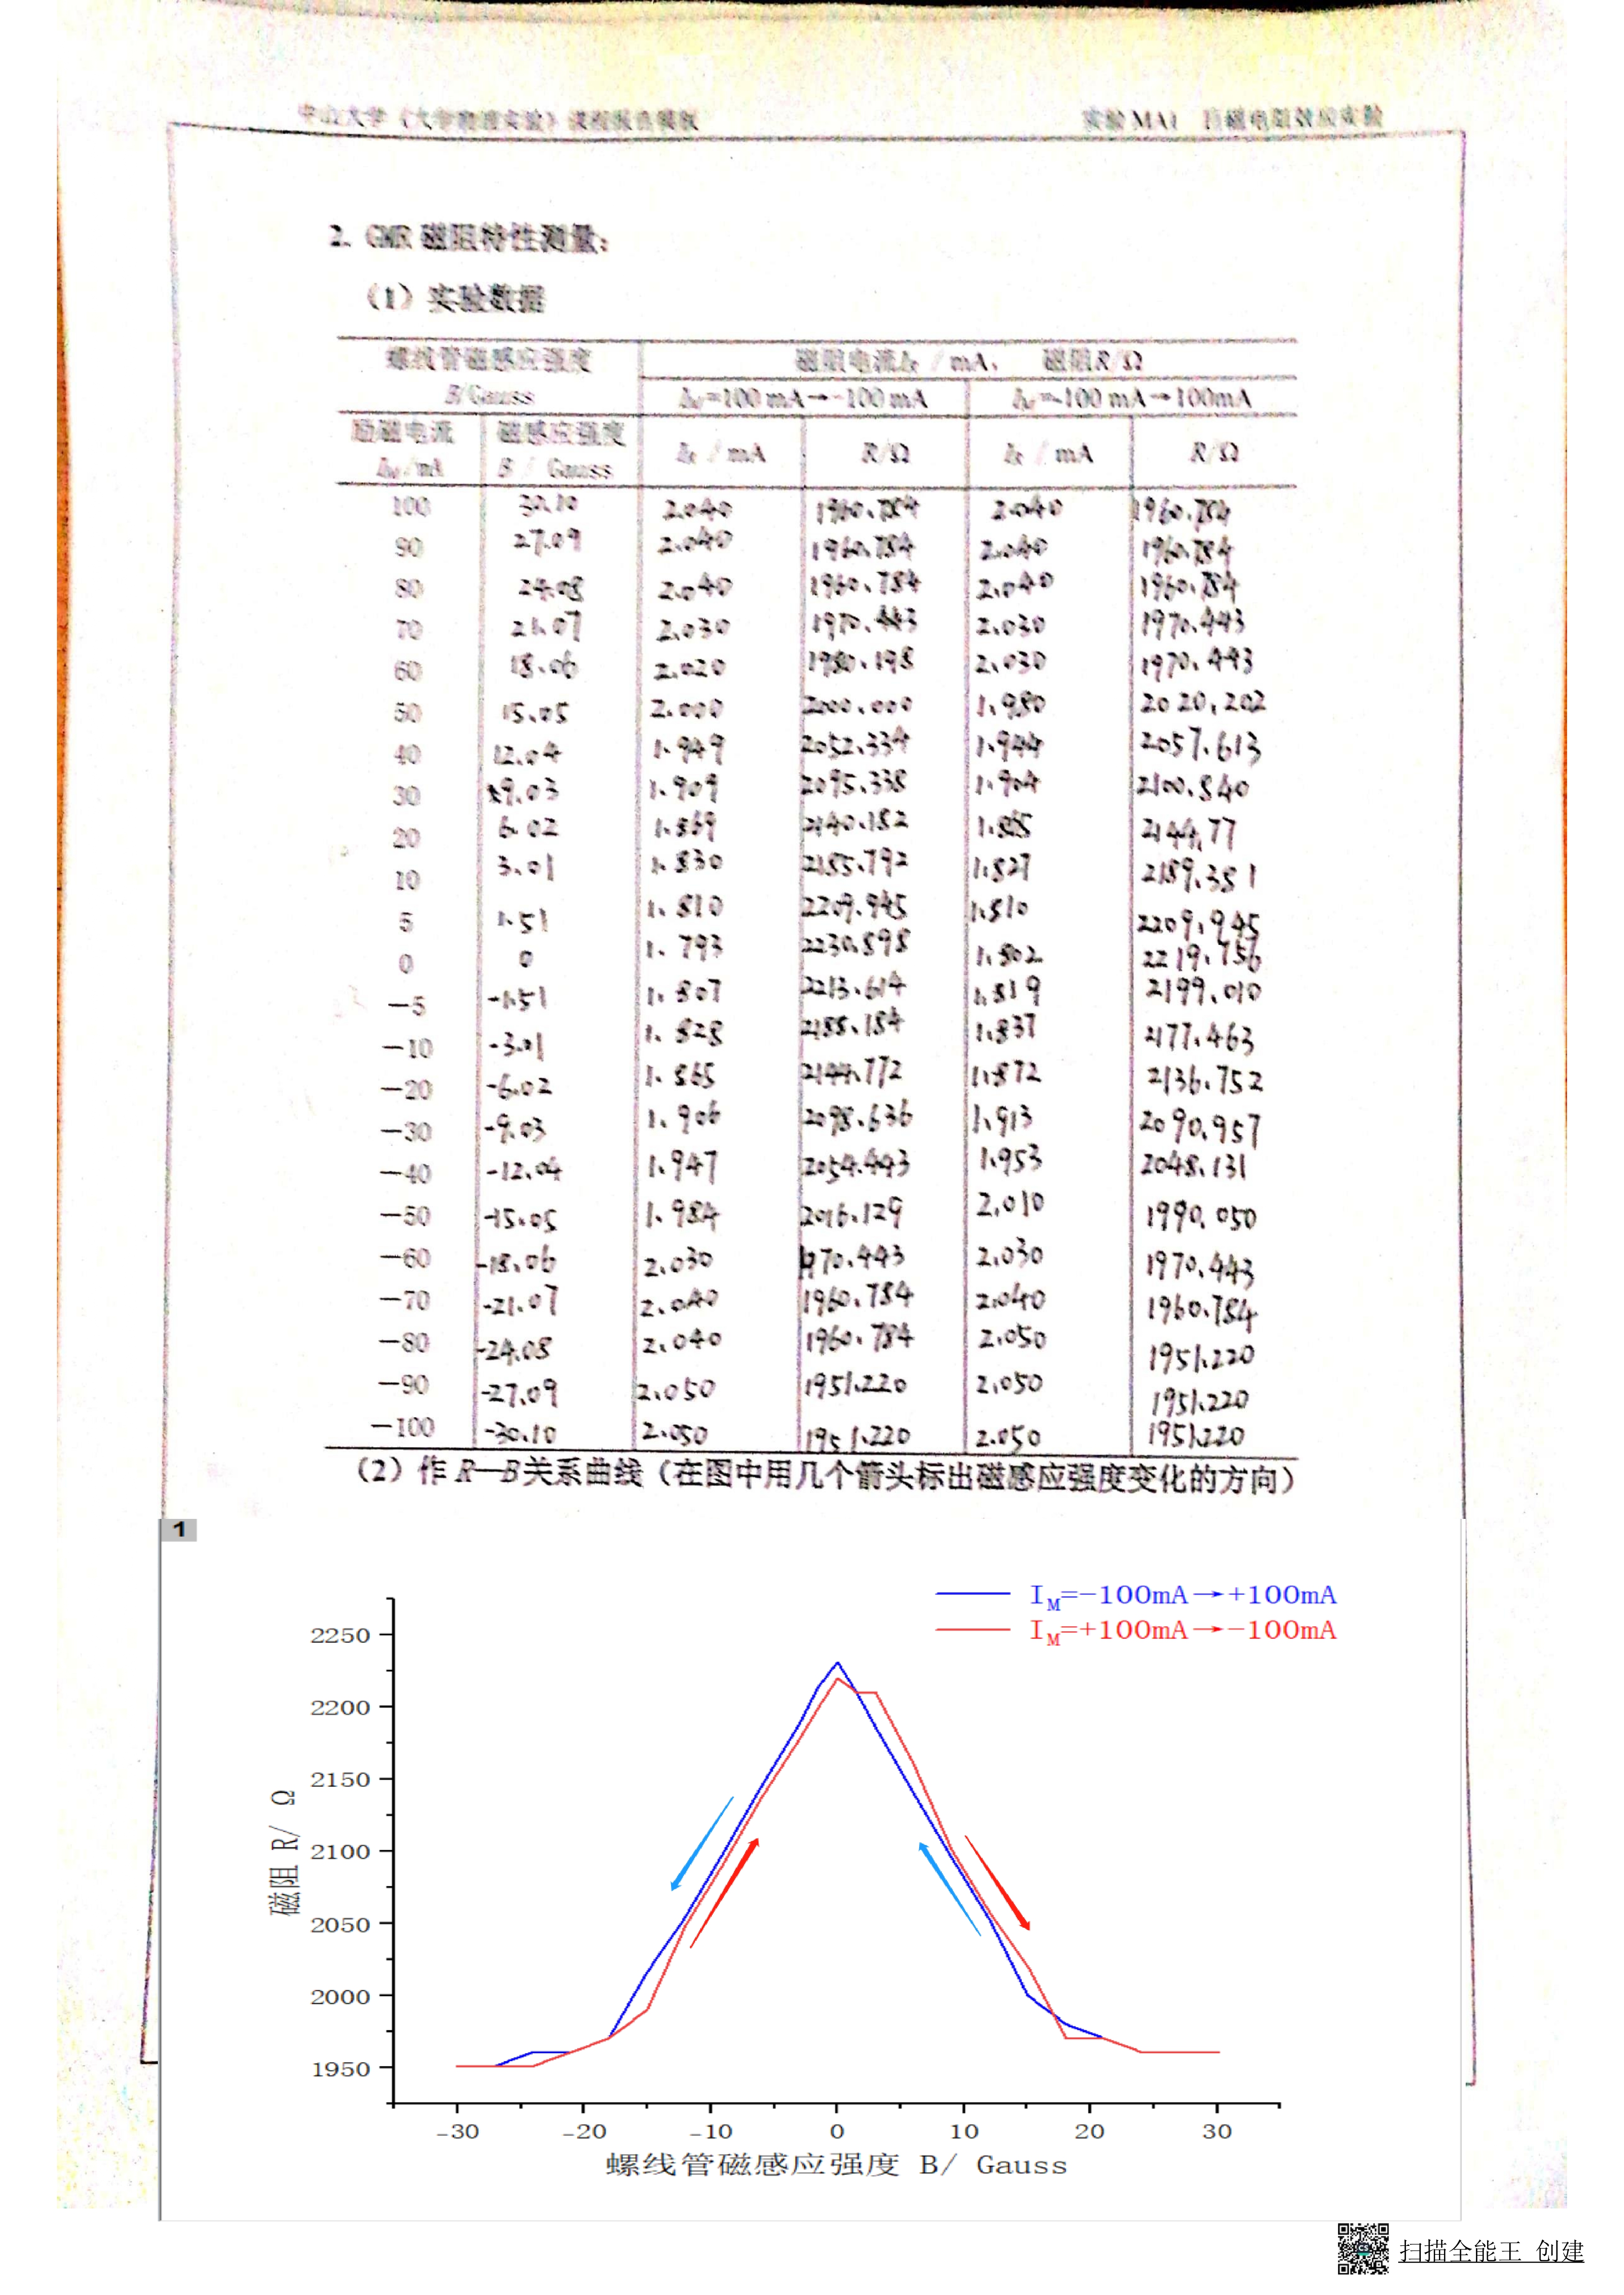 中山大学《大学物理实验》课程报告模板 实验 MA1 巨磁电阻效应实验
2. GMR 磁阻特性测量：
（1）实验数据
螺线管磁感应强度 磁阻电流IR / mA， 磁阻R/Ω
B/Gauss IM=100 mA→-100 mA IM=-100 mA→100mA
励磁电流 磁感应强度
IM/mA B / Gauss IR / mA R/Ω IR / mA R/Ω
100 30.10 2.040 1960.784 2.040 1960.784
90 27.09 2.040 1960.784 2.040 1960.784
80 24.08 2.040 1960.784 2.040 1960.784
70 21.07 2.030 1970.443 2.030 1970.443
60 18.06 2.020 1980.198 2.030 1970.443
50 15.05 2.000 2000.000 1.980 2020.202
40 12.04 1.949 2052.334 1.944 2057.613
30 9.03 1.909 2095.338 1.904 2100.840
20 6.02 1.869 2140.182 1.865 2144.77
10 3.01 1.830 2185.792 1.827 2189.381
5 1.51 1.810 2209.945 1.810 2209.945
0 0 1.793 2230.898 1.802 2219.756
-5 -1.51 1.807 2213.614 1.819 2199.010
-10 -3.01 1.828 2188.184 1.837 2177.463
-20 -6.02 1.865 2144.772 1.872 2136.752
-30 -9.03 1.906 2098.636 1.913 2090.957
-40 -12.04 1.947 2054.443 1.953 2048.131
-50 -15.05 1.984 2016.129 2.010 1990.050
-60 -18.06 2.030 1970.443 2.030 1970.443
-70 -21.07 2.040 1960.784 2.040 1960.784
-80 -24.08 2.040 1960.784 2.050 1951.220
-90 -27.09 2.050 1951.220 2.050 1951.220
-100 -30.10 2.050 1951.220 2.050 1951.220
（2）作 R—B 关系曲线（在图中用几个箭头标出磁感应强度变化的方向）
1
IM=-100mA→+100mA
IM=+100mA→-100mA
2250
2200
2150
2100
2050
2000
1950
磁阻 R/ Ω
-30 -20 -10 0 10 20 30
螺线管磁感应强度 B/ Gauss
扫描全能王 创建